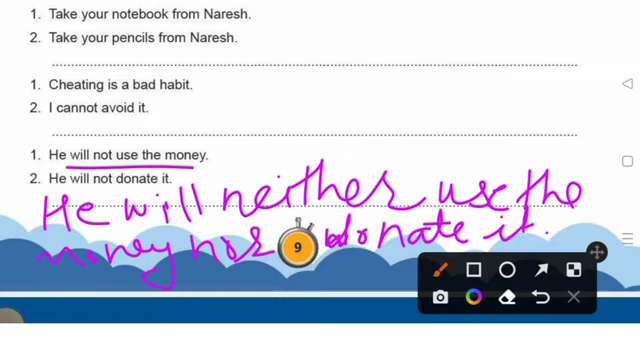 1. Take your notebook from Naresh.
2. Take your pencils from Naresh.
1. Cheating is a bad habit.
2. I cannot avoid it.
1. He will not use the money.
2. He will not donate it.
He will neither use the
money nor donate it.
9